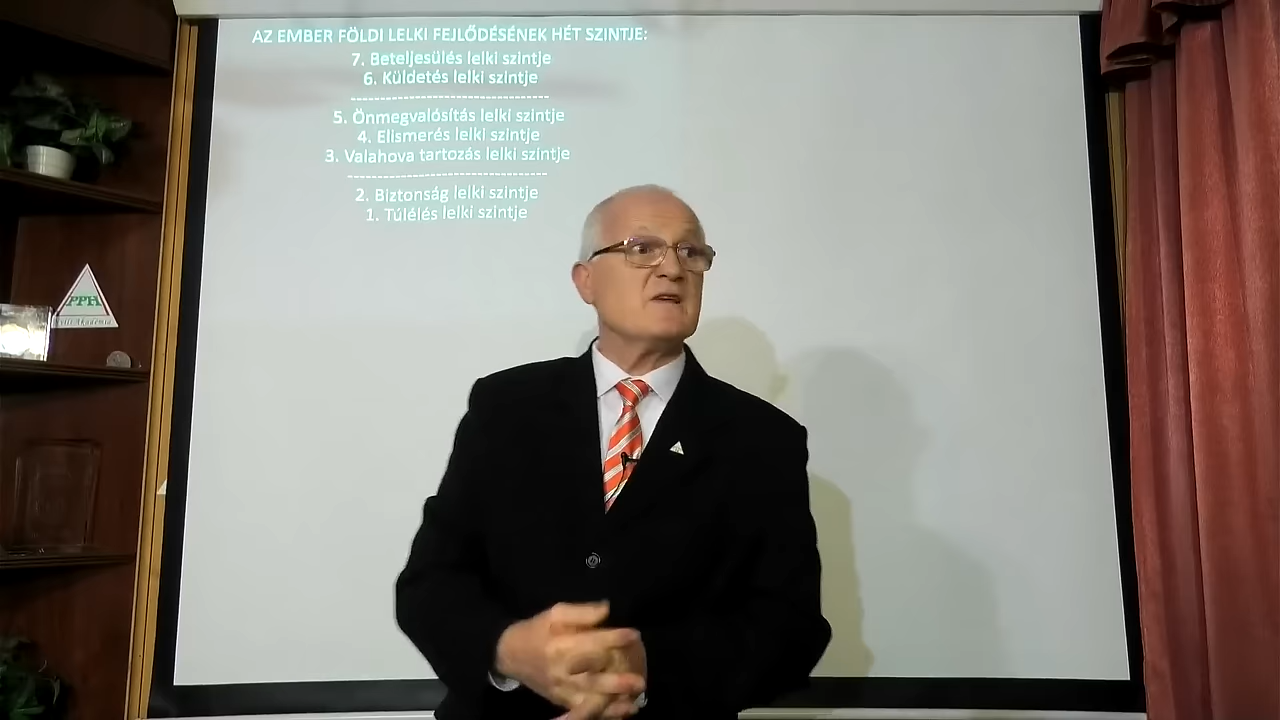 AZ EMBER FÖLDI LELKI FEJLŐDÉSÉNEK HÉT SZINTJE:
7. Beteljesülés lelki szintje
6. Küldetés lelki szintje
---------------------------------
5. Önmegvalósítás lelki szintje
4. Elismerés lelki szintje
3. Valahova tartozás lelki szintje
---------------------------------
2. Biztonság lelki szintje
1. Túlélés lelki szintje
Akadémia